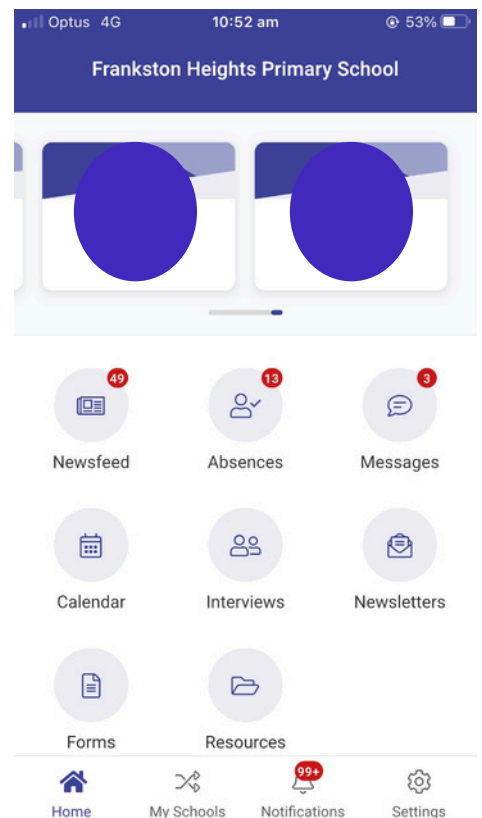 Optus 4G 10:52 am 53%
Frankston Heights Primary School
49 13 3
Newsfeed Absences Messages
Calendar Interviews Newsletters
Forms Resources
99+
Home My Schools Notifications Settings